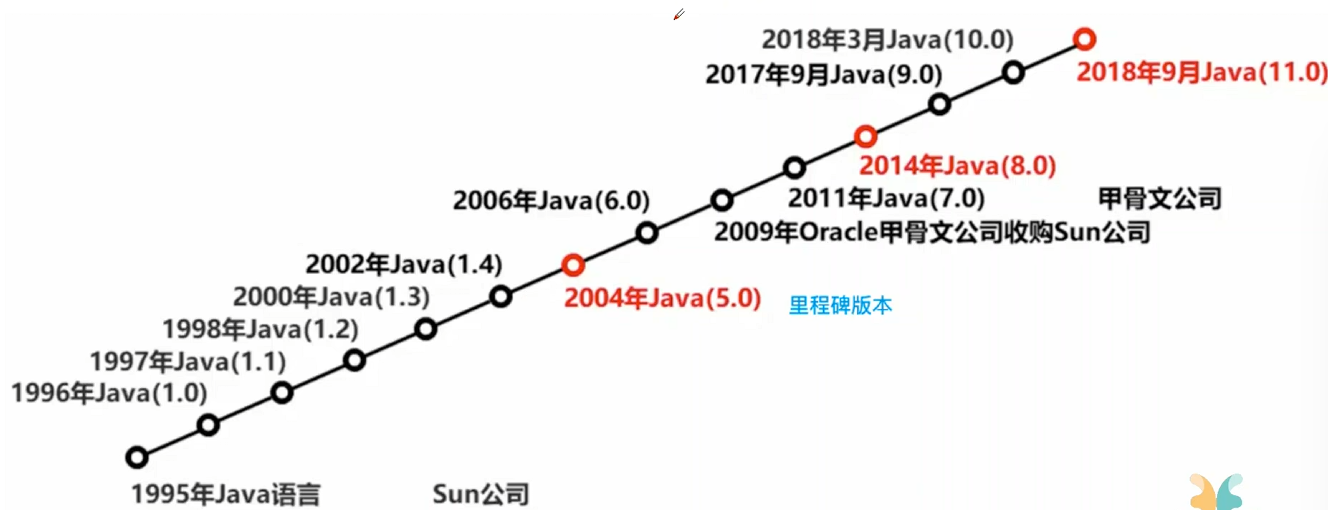 2018年3月Java(10.0)
2018年9月Java(11.0)
2017年9月Java(9.0)
2014年Java(8.0)
2006年Java(6.0)
2011年Java(7.0)
甲骨文公司
2009年Oracle甲骨文公司收购Sun公司
2002年Java(1.4)
2000年Java(1.3)
2004年Java(5.0)
里程碑版本
1998年Java(1.2)
1997年Java(1.1)
1996年Java(1.0)
1995年Java语言
Sun公司